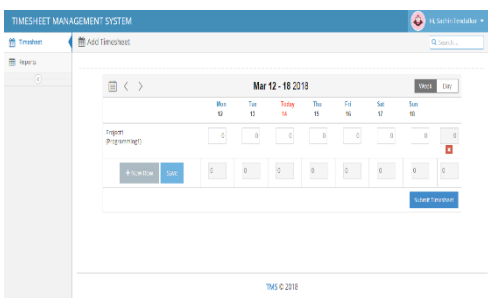 TIMESHEET MANAGEMENT SYSTEM
Hi, Sachin
Timesheet
Add Timesheet
Search...
Reports
Mar 12 - 18 2018
Week Day
Mon Tue Today Thu Fri Sat Sun
12 13 14 15 16 17 18
Project1 0 0 0 0 0 0 0 0
(Programming1)
+ New Row Save 0 0 0 0 0 0 0 0
Submit Timesheet
TMS © 2018